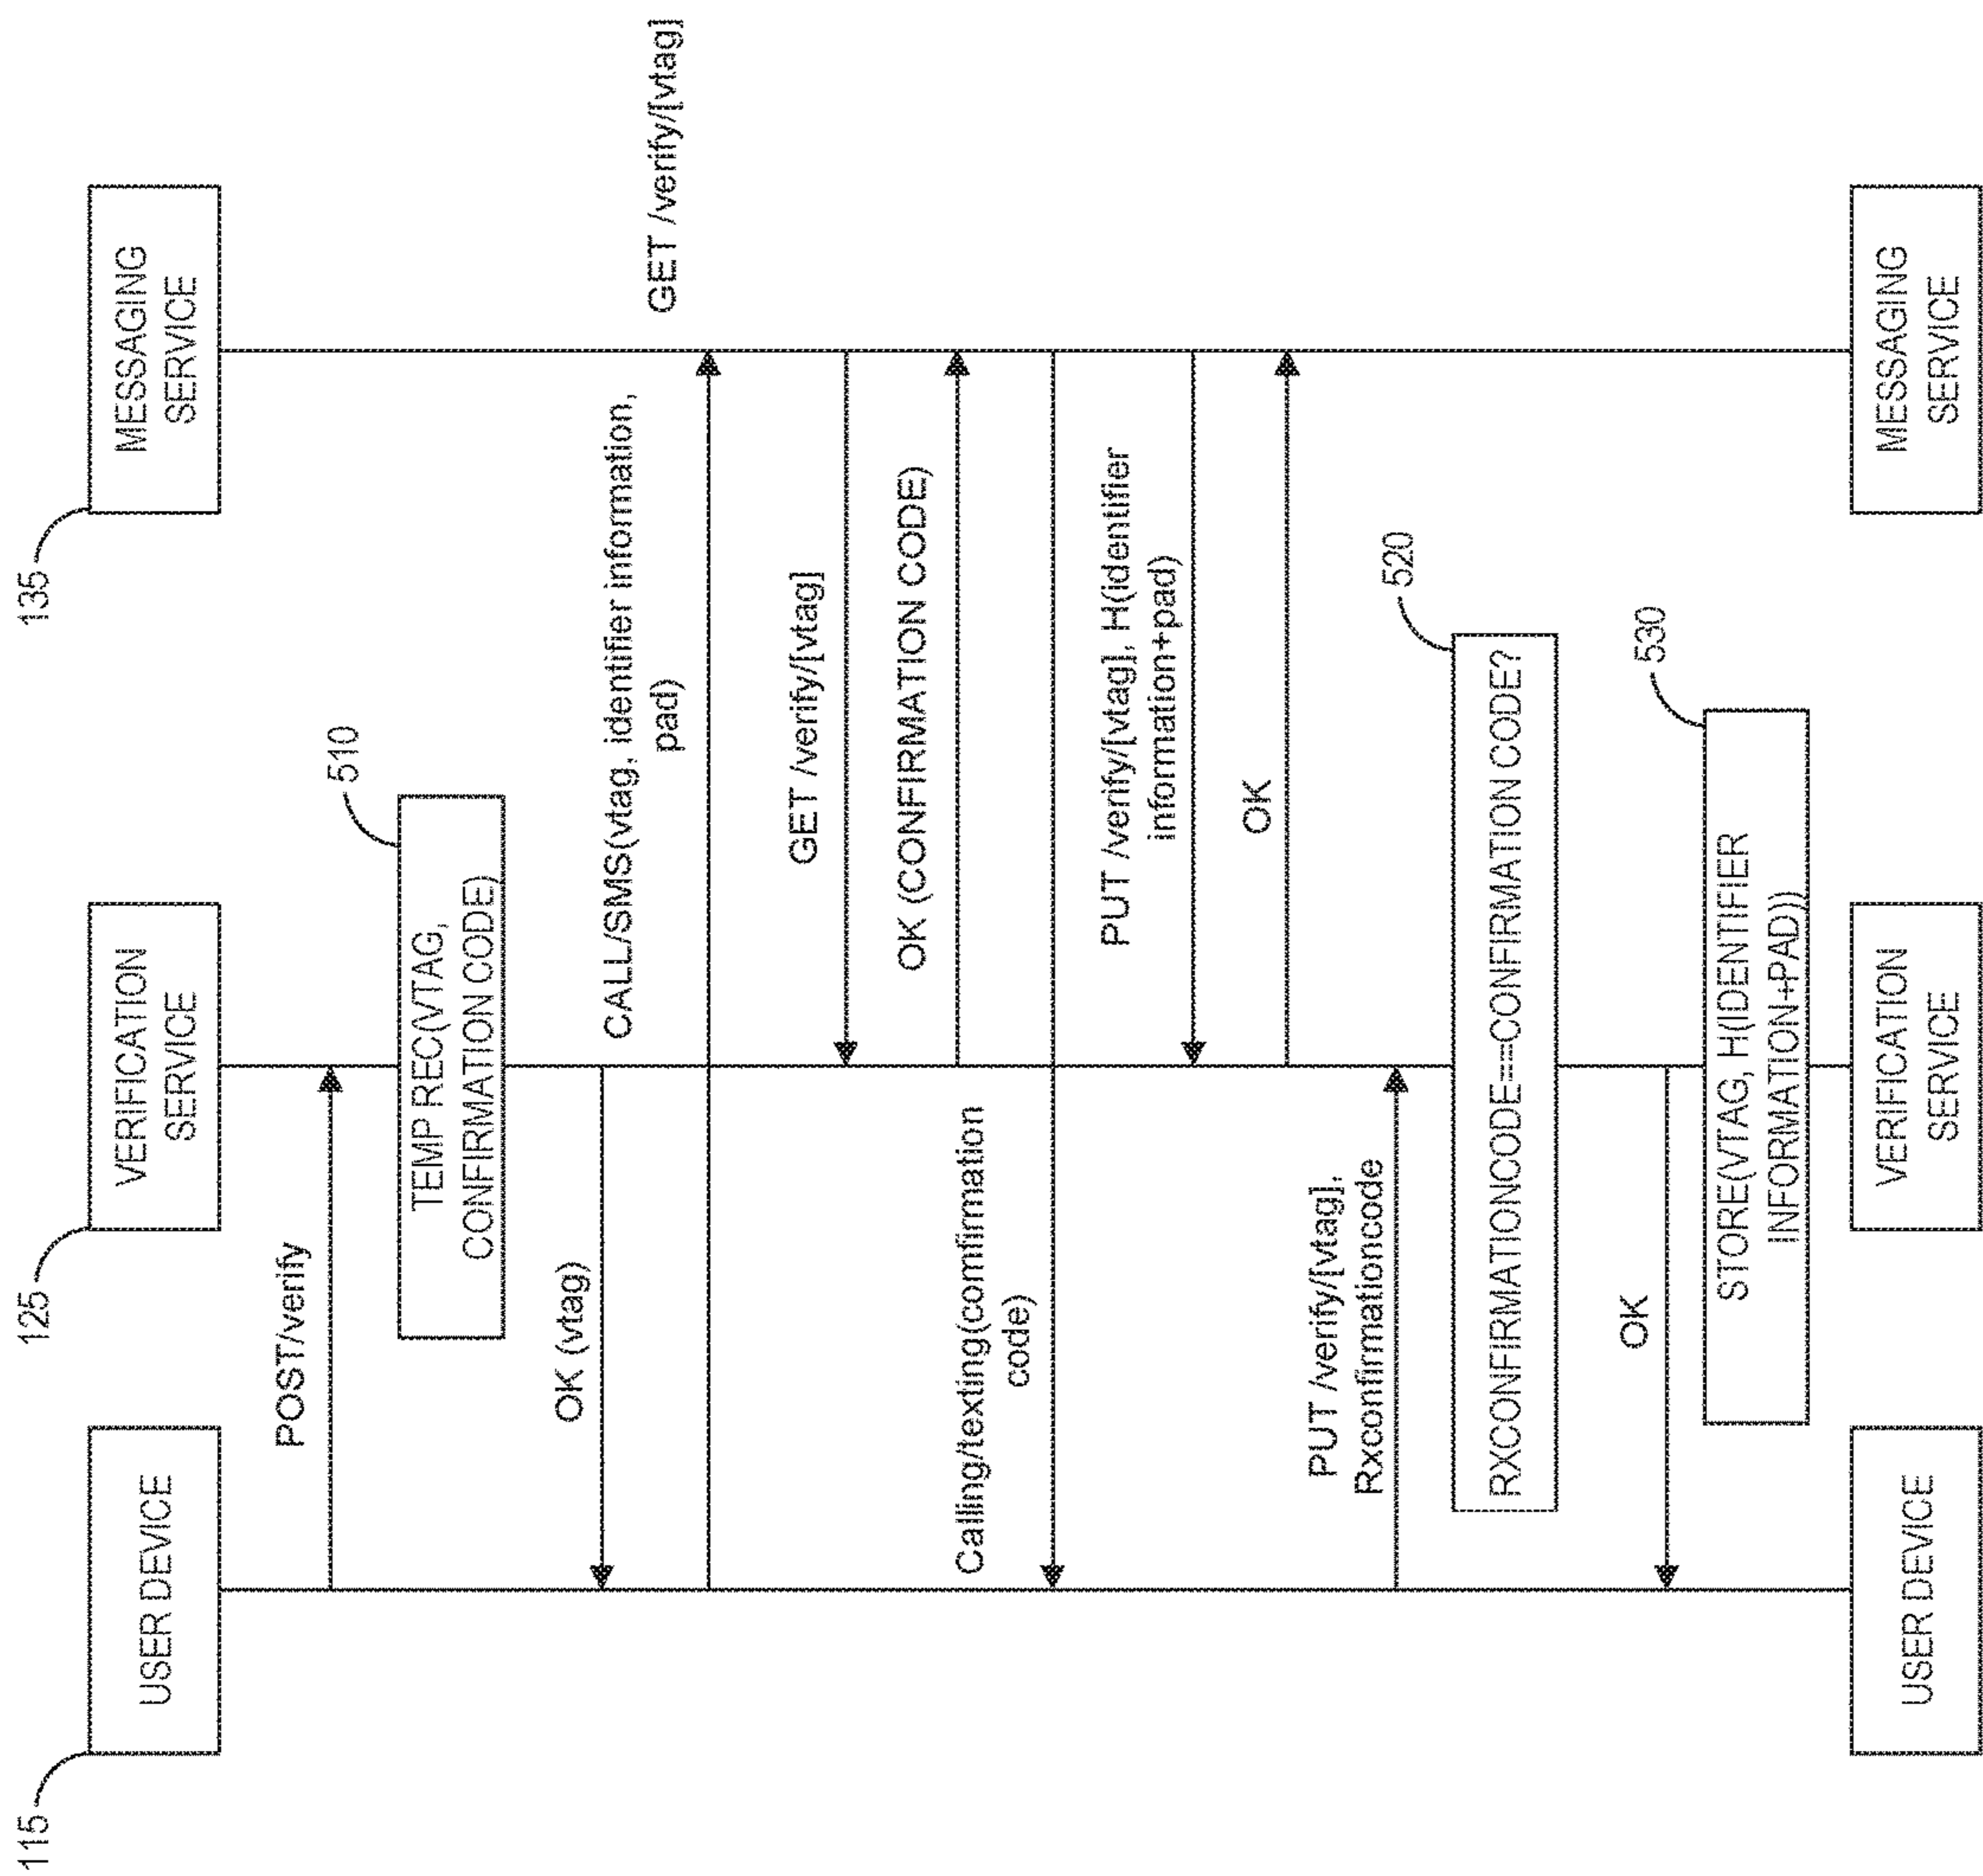 115
USER DEVICE
125
VERIFICATION
SERVICE
135
MESSAGING
SERVICE
POST/verify
510
TEMP REC(VTAG,
CONFIRMATION CODE)
OK (vtag)
CALL/SMS(vtag, identifier information,
pad)
GET /verify/[vtag]
GET /verify/[vtag]
OK (CONFIRMATION CODE)
Calling/texting(comfirmation
code)
PUT /verify/[vtag], H(identifier
information+pad)
OK
PUT /verify/[vtag],
Rxconfirmationcode
520
RXCONFIRMATIONCODE==CONFIRMATION CODE?
OK
530
STORE(VTAG, H(IDENTIFIER
INFORMATION+PAD))
USER DEVICE
VERIFICATION
SERVICE
MESSAGING
SERVICE